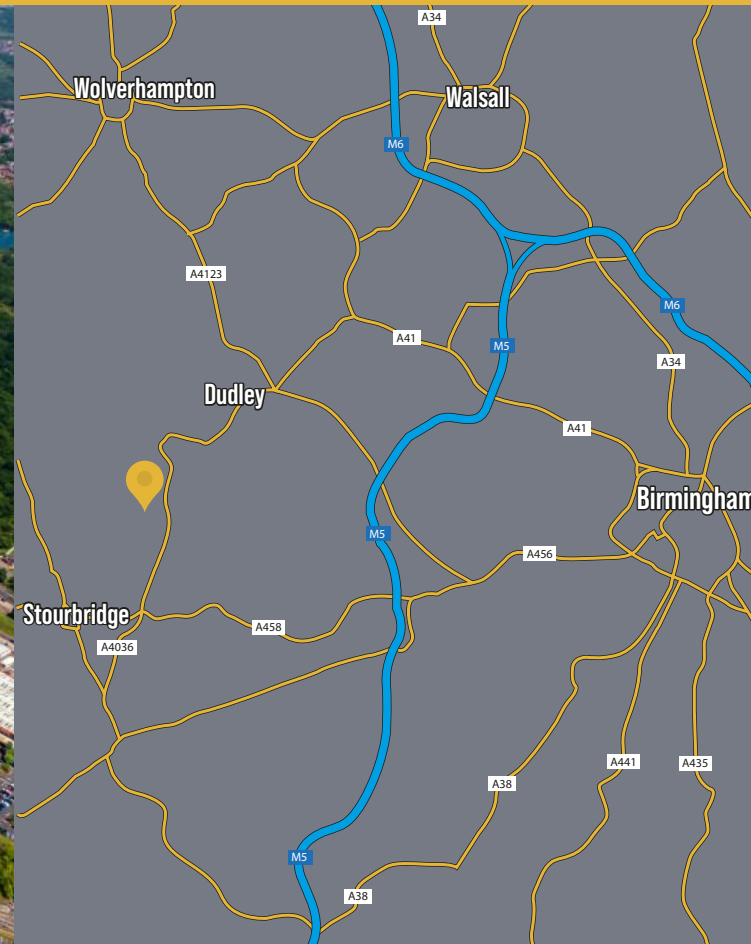 A34
Wolverhampton
Walsall
M6
A4123
M6
A41
M5
A34
Dudley
A41
Birmingham
M5
A456
Stourbridge
A458
A4036
A441
A435
A38
M5
A38